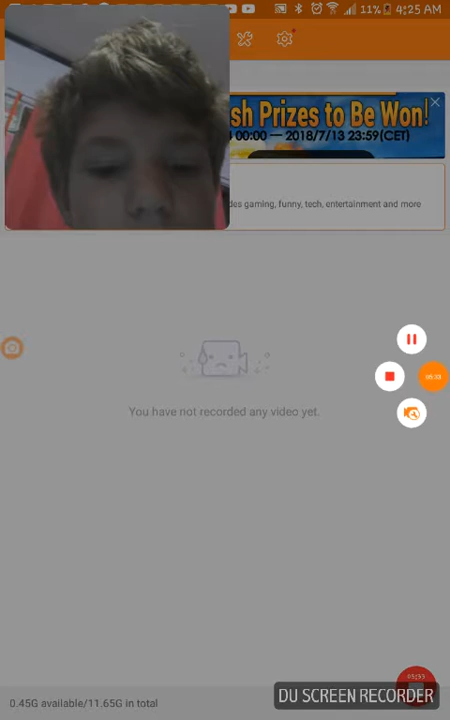 11% 4:25 AM
sh Prizes to Be Won!
00:00 — 2018/7/13 23:59(CET)
des gaming, funny, tech, entertainment and more
You have not recorded any video yet.
0.45G available/11.65G in total
DU SCREEN RECORDER